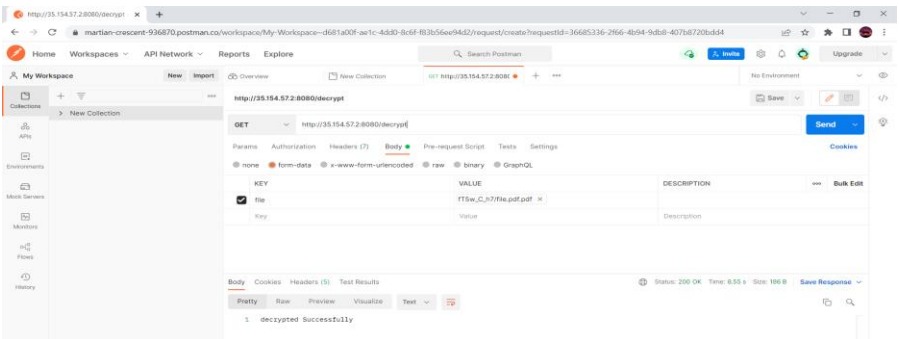 http://35.154.57.2:8080/decrypt
martian-crescent-936870.postman.co/workspace/My-Workspace~d681a00f-ae1c-4dd0-8c6f-f83b56ee94d2/request/create?requestId=36685336-2f66-4b94-9db8-407b8720bdd4
Home Workspaces API Network Reports Explore Search Postman Invite Upgrade
My Workspace New Import Overview New Collection GET http://35.154.57.2:8080/ No Environment
Collections New Collection http://35.154.57.2:8080/decrypt Save
APIs GET http://35.154.57.2:8080/decrypt Send
Environments Params Authorization Headers (7) Body Pre-request Script Tests Settings Cookies
none form-data x-www-form-urlencoded raw binary GraphQL
Mock Servers KEY VALUE DESCRIPTION Bulk Edit
file fTSw_C_h7/file.pdf.pdf
Monitors Key Value Description
Flows
History Body Cookies Headers (5) Test Results Status: 200 OK Time: 8.55 s Size: 186 B Save Response
Pretty Raw Preview Visualize Text
1 decrypted Successfully